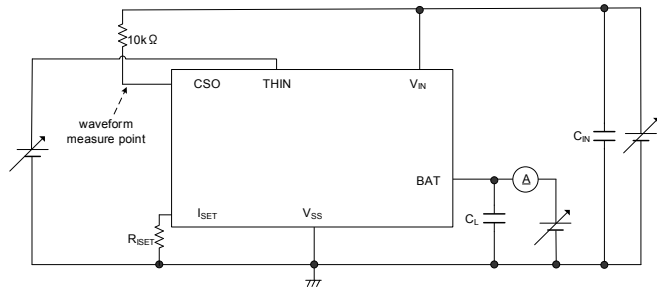 10kΩ
CSO
THIN
VIN
waveform
measure point
CIN
BAT
A
ISET
VSS
CL
RISET